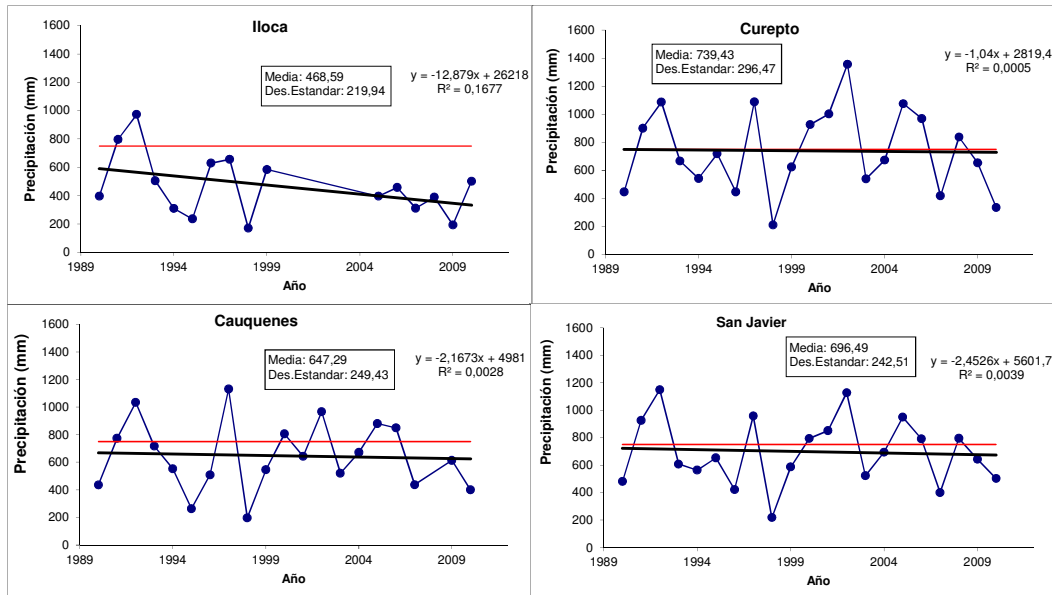 Iloca
Precipitación (mm)
1600
1400
1200
1000
800
600
400
200
0
Media: 468,59
Des.Estandar: 219,94
y = -12,879x + 26218
R² = 0,1677
1989 1994 1999 2004 2009
Año
Curepto
Precipitación (mm)
1600
1400
1200
1000
800
600
400
200
0
Media: 739,43
Des.Estandar: 296,47
y = -1,04x + 2819,4
R² = 0,0005
1989 1994 1999 2004 2009
Año
Cauquenes
Precipitación (mm)
1600
1400
1200
1000
800
600
400
200
0
Media: 647,29
Des.Estandar: 249,43
y = -2,1673x + 4981
R² = 0,0028
1989 1994 1999 2004 2009
Año
San Javier
Precipitación (mm)
1600
1400
1200
1000
800
600
400
200
0
Media: 696,49
Des.Estandar: 242,51
y = -2,4526x + 5601,7
R² = 0,0039
1989 1994 1999 2004 2009
Año